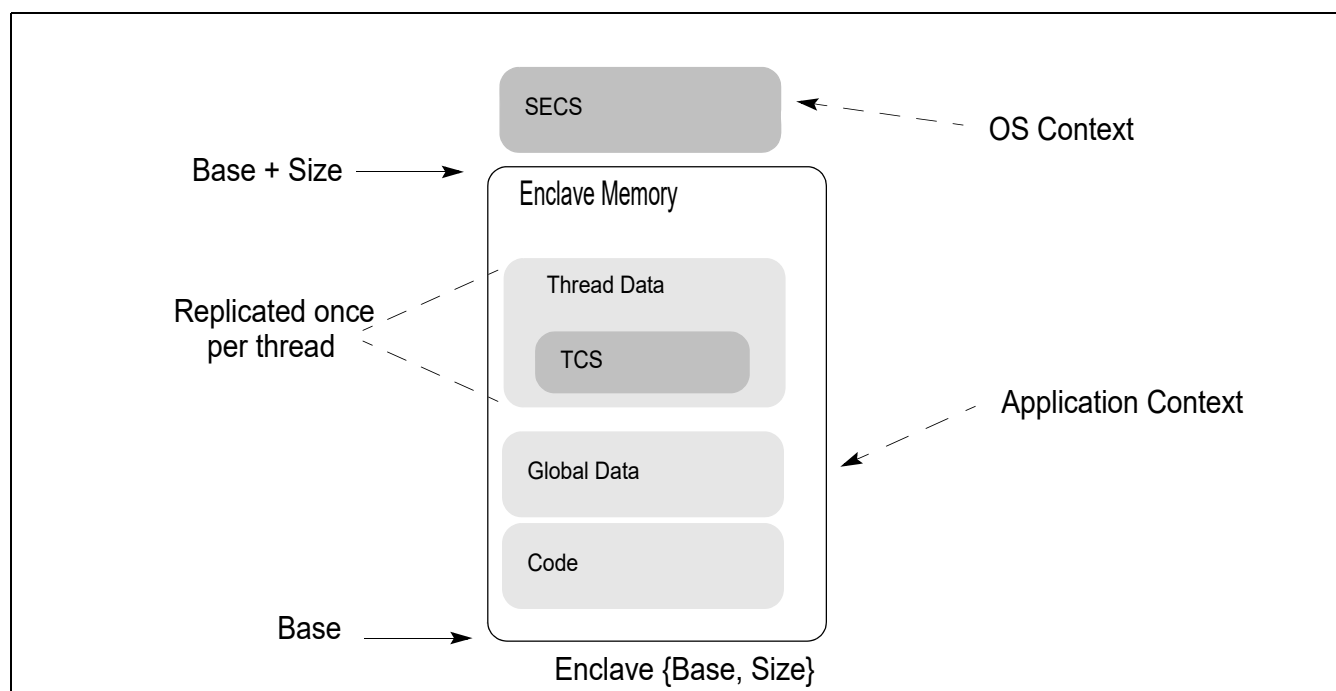 SECS
OS Context
Base + Size
Enclave Memory
Thread Data
Replicated once
per thread
TCS
Application Context
Global Data
Code
Base
Enclave {Base, Size}